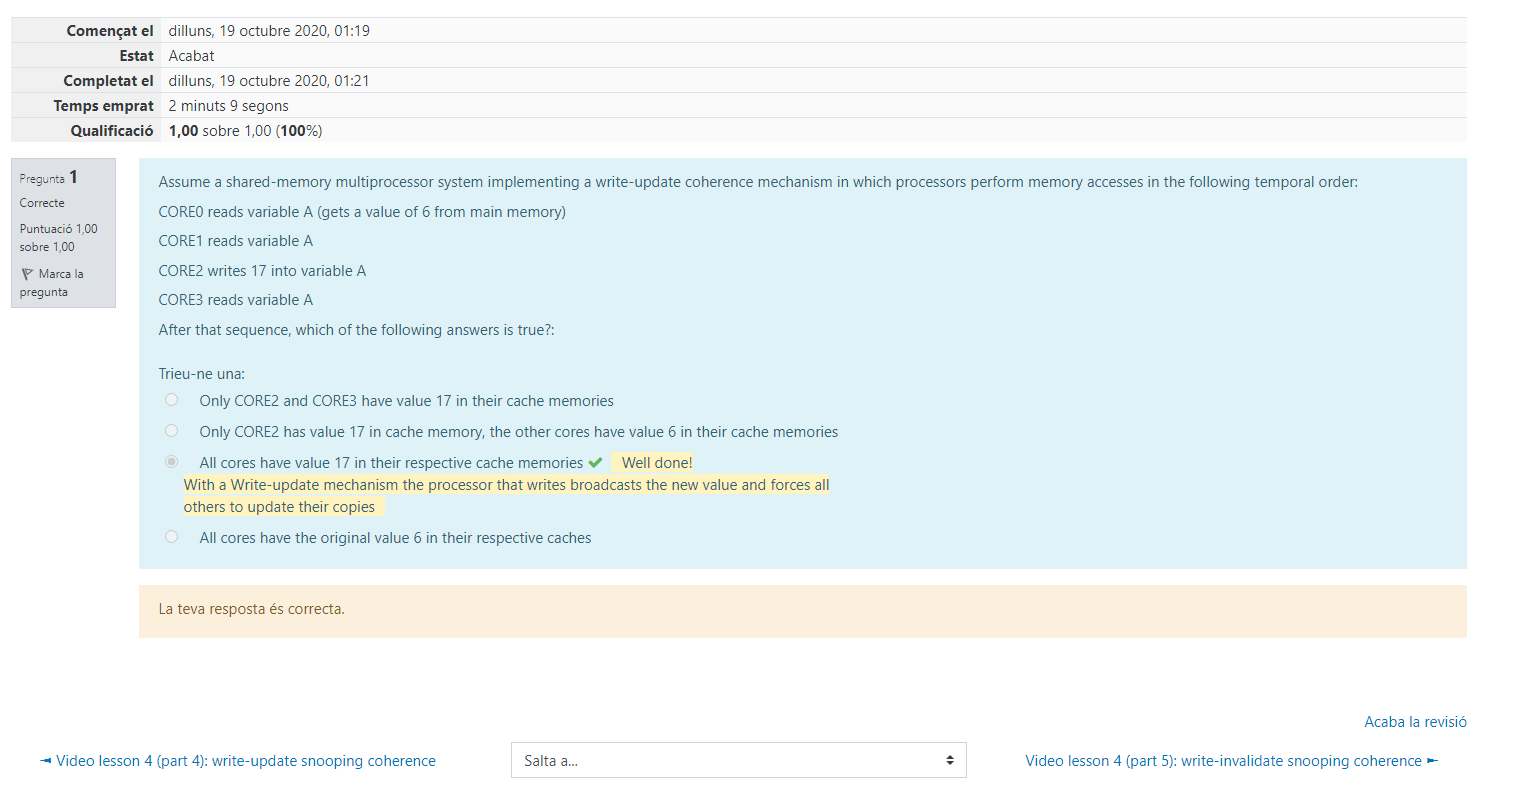 Començat el dilluns, 19 octubre 2020, 01:19
Estat Acabat
Completat el dilluns, 19 octubre 2020, 01:21
Temps emprat 2 minuts 9 segons
Qualificació 1,00 sobre 1,00 (100%)
Pregunta 1
Correcte
Puntuació 1,00
sobre 1,00
Marca la
pregunta
Assume a shared-memory multiprocessor system implementing a write-update coherence mechanism in which processors perform memory accesses in the following temporal order:
CORE0 reads variable A (gets a value of 6 from main memory)
CORE1 reads variable A
CORE2 writes 17 into variable A
CORE3 reads variable A
After that sequence, which of the following answers is true?:
Trieu-ne una:
Only CORE2 and CORE3 have value 17 in their cache memories
Only CORE2 has value 17 in cache memory, the other cores have value 6 in their cache memories
All cores have value 17 in their respective cache memories ✔ Well done!
With a Write-update mechanism the processor that writes broadcasts the new value and forces all
others to update their copies
All cores have the original value 6 in their respective caches
La teva resposta és correcta.
Acaba la revisió
◄ Video lesson 4 (part 4): write-update snooping coherence
Salta a...
Video lesson 4 (part 5): write-invalidate snooping coherence ►